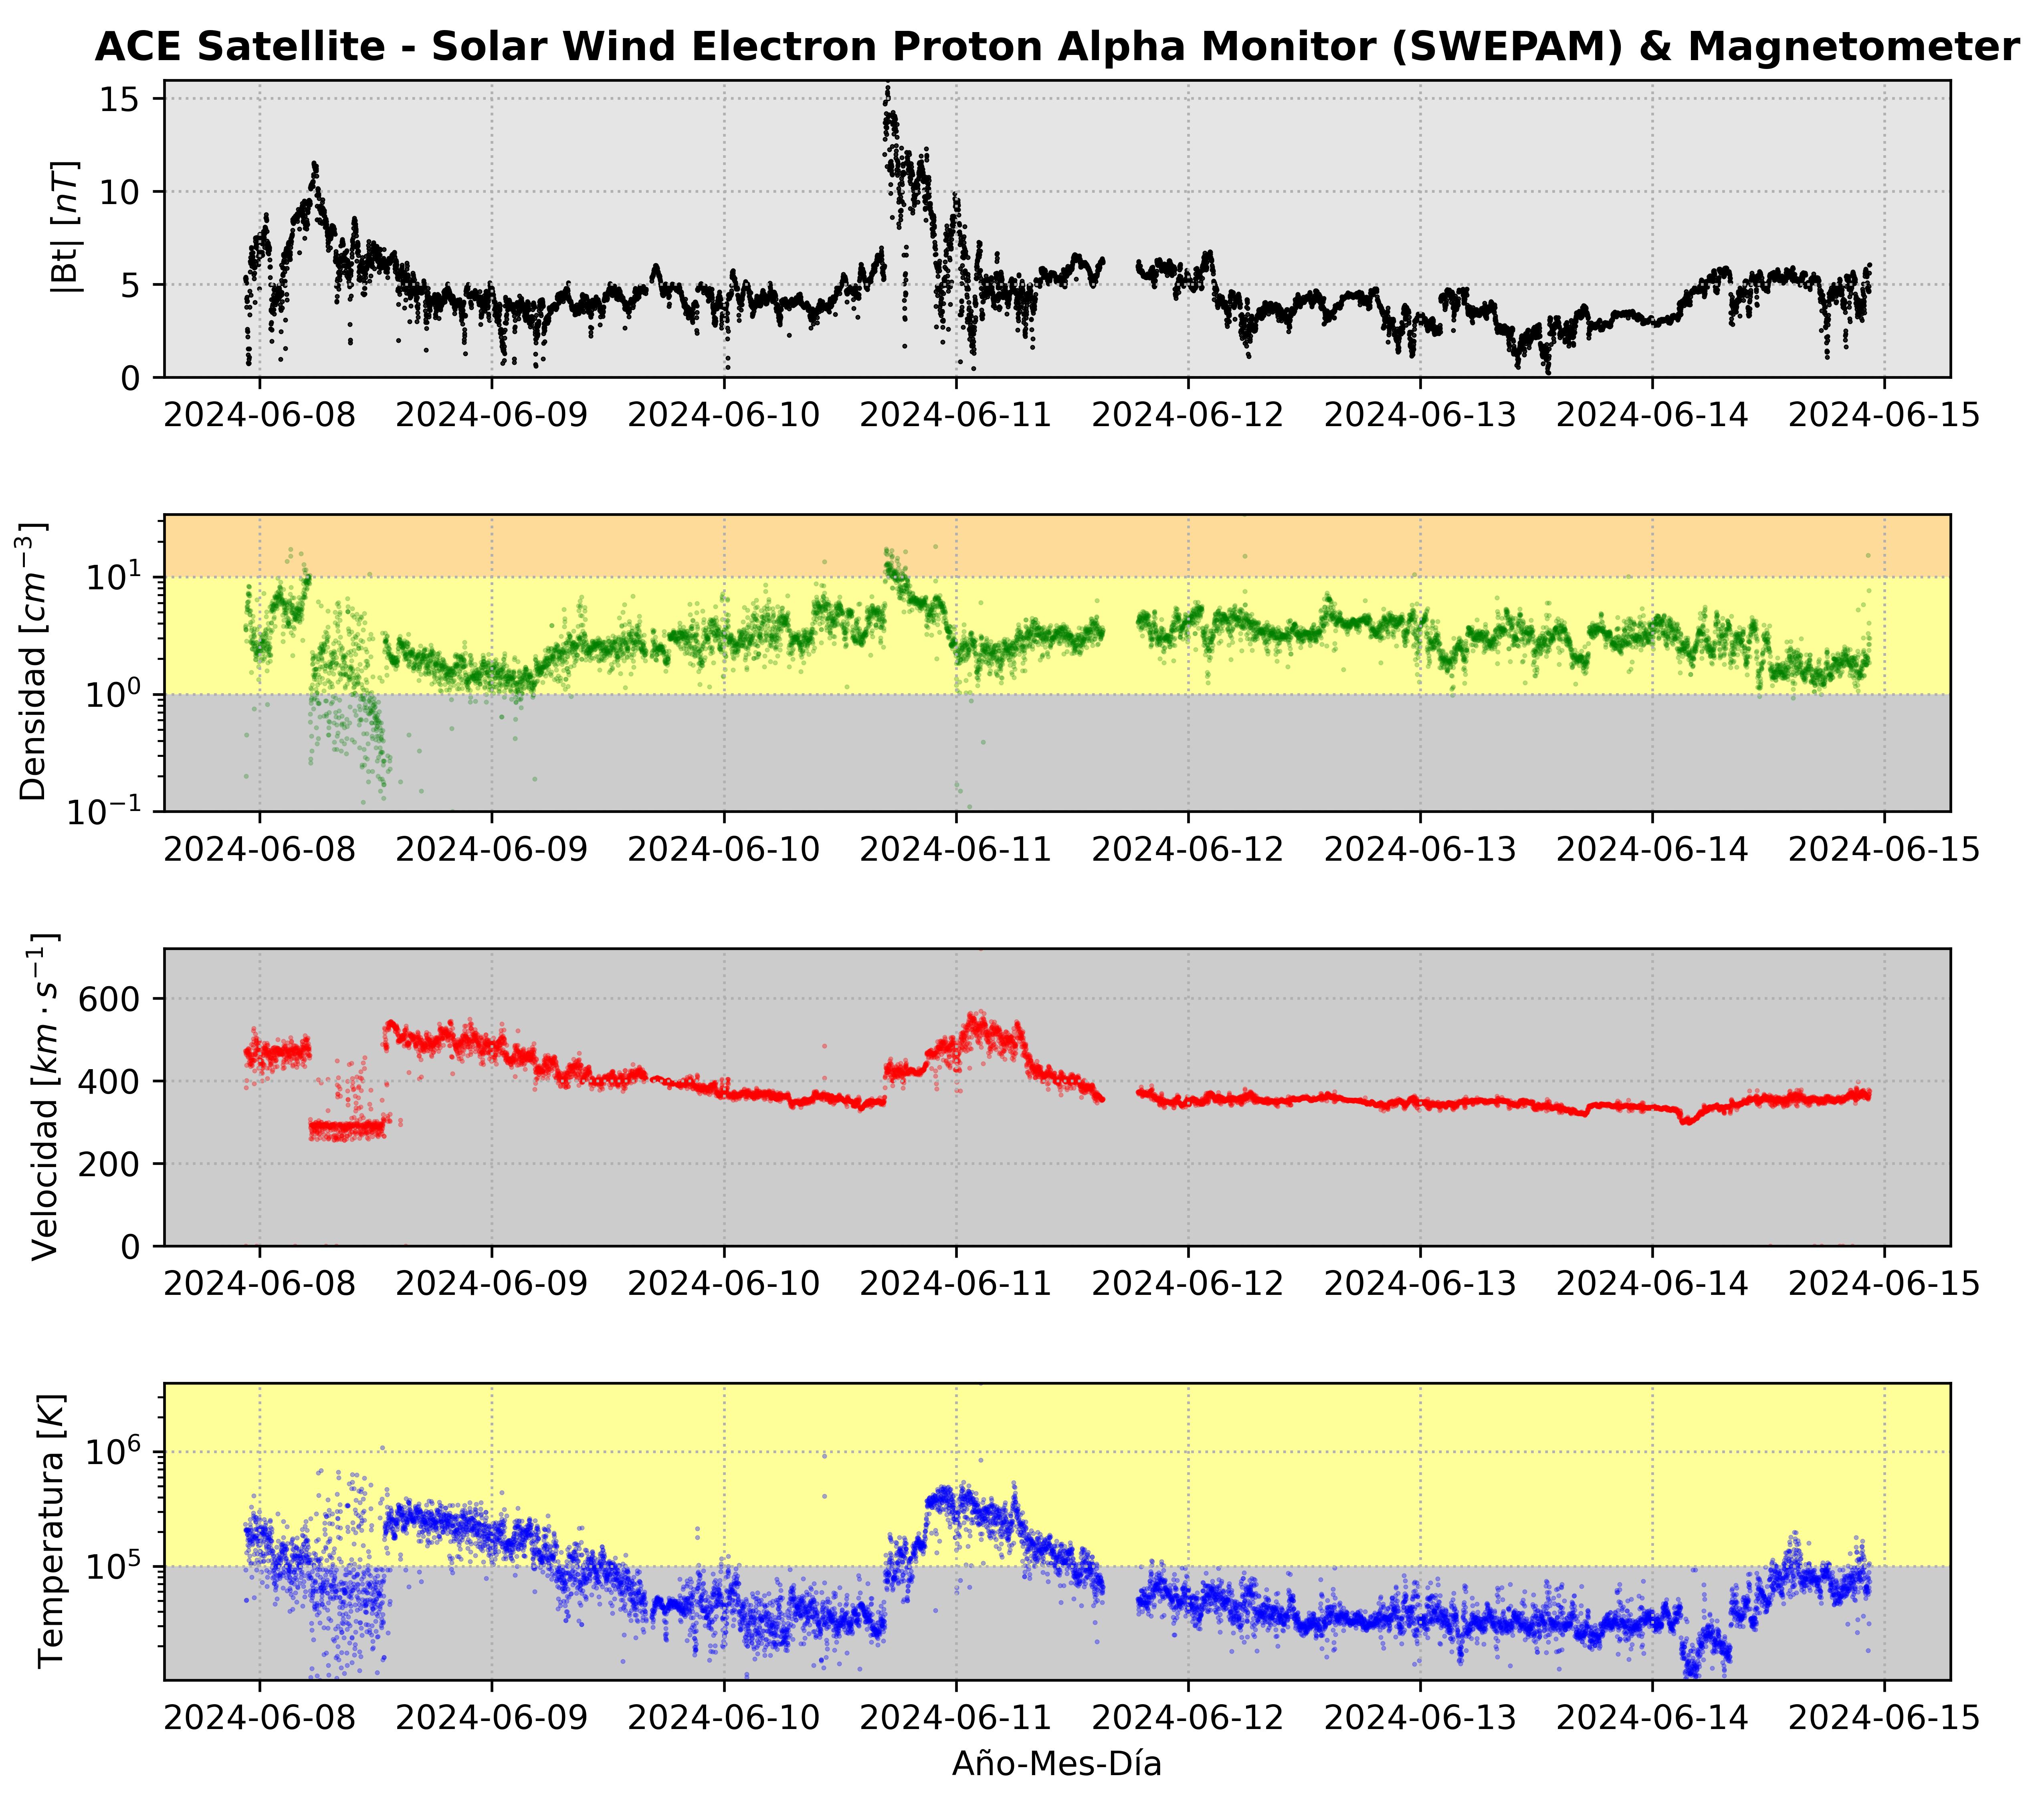 ACE Satellite - Solar Wind Electron Proton Alpha Monitor (SWEPAM) & Magnetometer
|Bt| [nT]
15
10
5
0
2024-06-08 2024-06-09 2024-06-10 2024-06-11 2024-06-12 2024-06-13 2024-06-14 2024-06-15
Densidad [cm⁻³]
10¹
10⁰
10⁻¹
2024-06-08 2024-06-09 2024-06-10 2024-06-11 2024-06-12 2024-06-13 2024-06-14 2024-06-15
Velocidad [km · s⁻¹]
600
400
200
0
2024-06-08 2024-06-09 2024-06-10 2024-06-11 2024-06-12 2024-06-13 2024-06-14 2024-06-15
Temperatura [K]
10⁶
10⁵
2024-06-08 2024-06-09 2024-06-10 2024-06-11 2024-06-12 2024-06-13 2024-06-14 2024-06-15
Año-Mes-Día